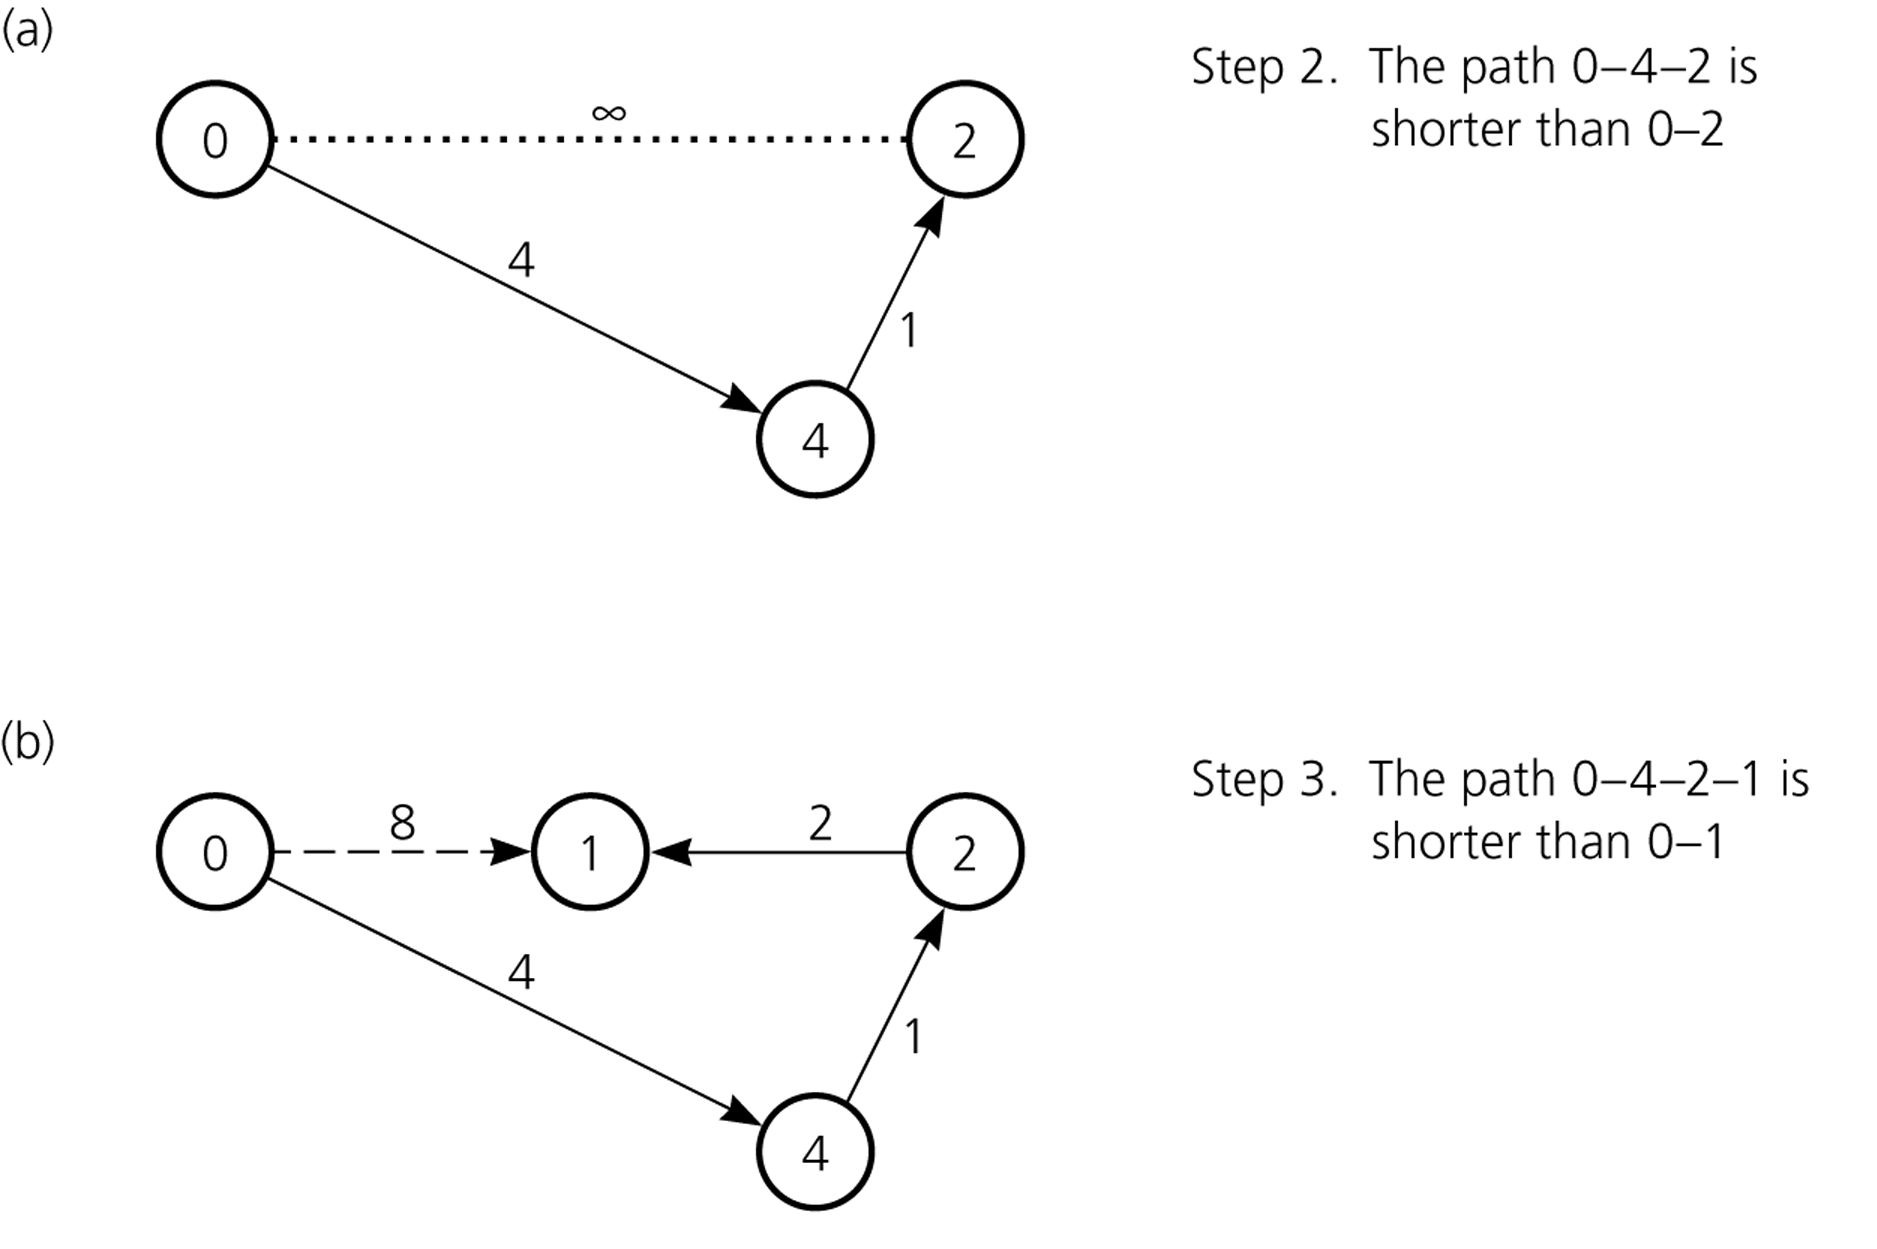 (a)
Step 2. The path 0–4–2 is
shorter than 0–2
∞
0
2
4
1
4
(b)
Step 3. The path 0–4–2–1 is
shorter than 0–1
8
2
0
1
2
4
1
4